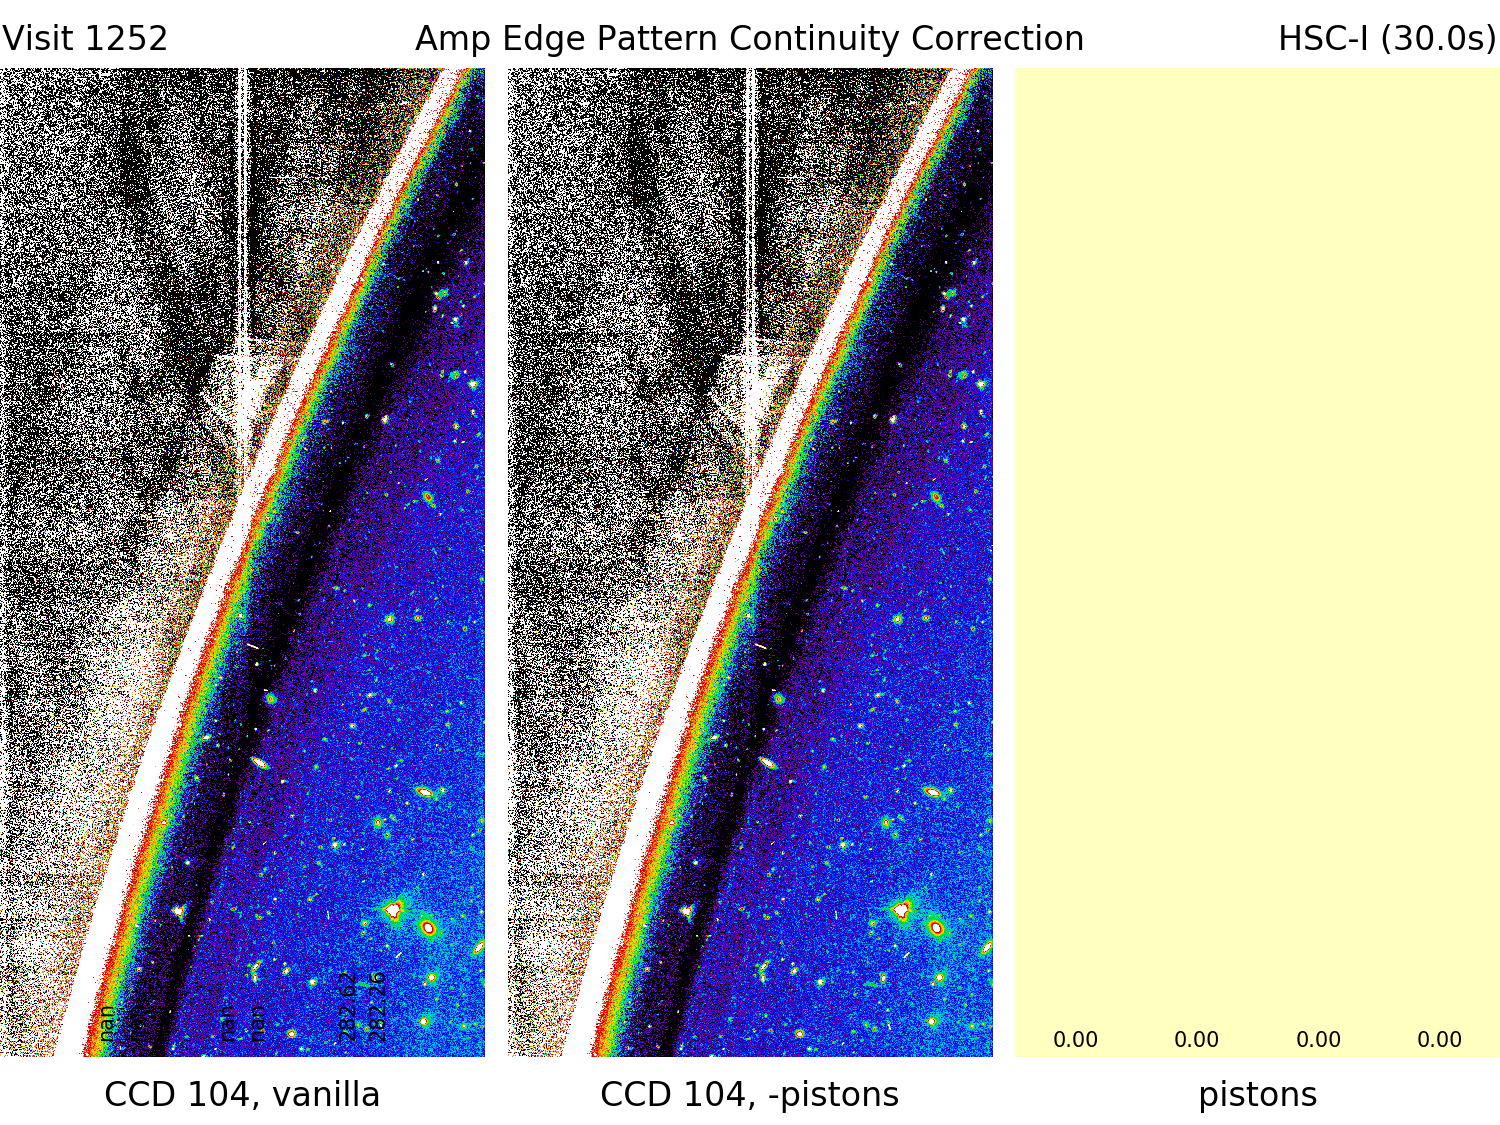 Visit 1252
Amp Edge Pattern Continuity Correction
HSC-I (30.0s)
nan
nan
nan
282.62
282.26
0.00
0.00
0.00
0.00
CCD 104, vanilla
CCD 104, -pistons
pistons